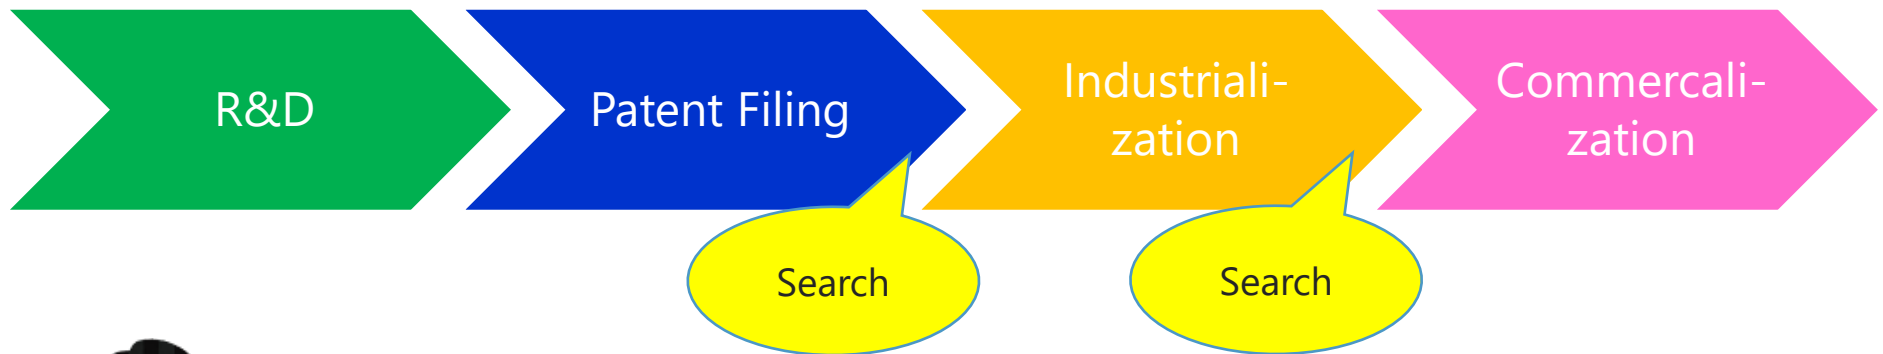 R&D
Patent Filing
Industriali-
zation
Commercali-
zation
Search
Search